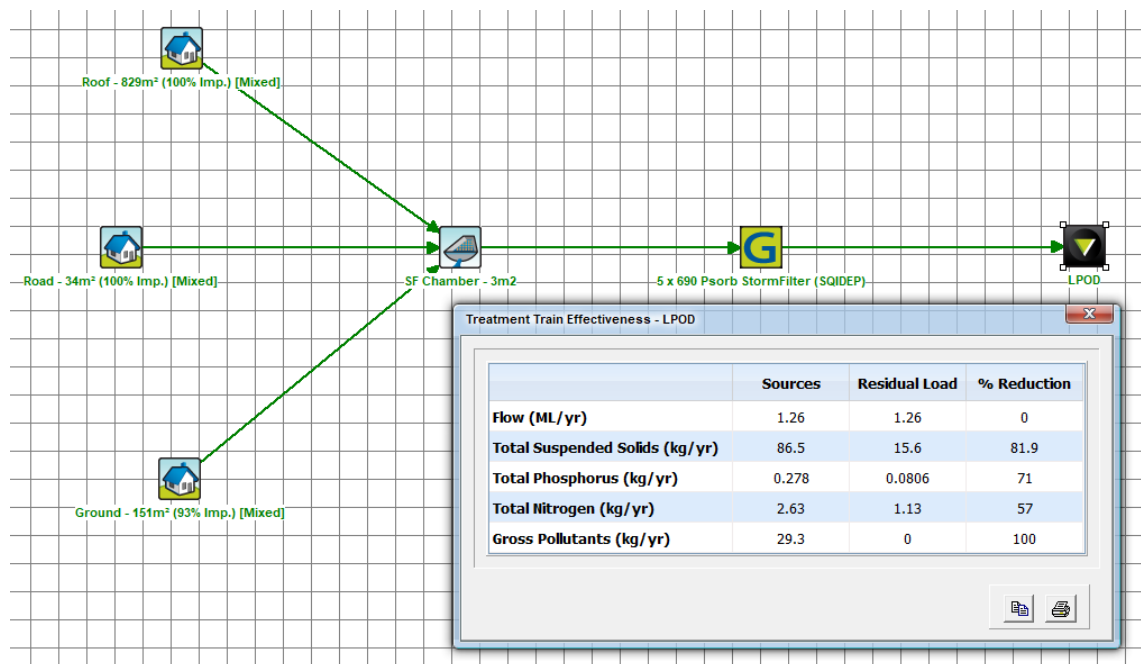 Roof - 829m² (100% Imp.) [Mixed]
Road - 34m² (100% Imp.) [Mixed]
SF Chamber - 3m2
G
5 x 690 Psorb StormFilter (SQIDEP)
LPOD
Ground - 151m² (93% Imp.) [Mixed]
Treatment Train Effectiveness - LPOD
x
Sources Residual Load % Reduction
Flow (ML/yr) 1.26 1.26 0
Total Suspended Solids (kg/yr) 86.5 15.6 81.9
Total Phosphorus (kg/yr) 0.278 0.0806 71
Total Nitrogen (kg/yr) 2.63 1.13 57
Gross Pollutants (kg/yr) 29.3 0 100